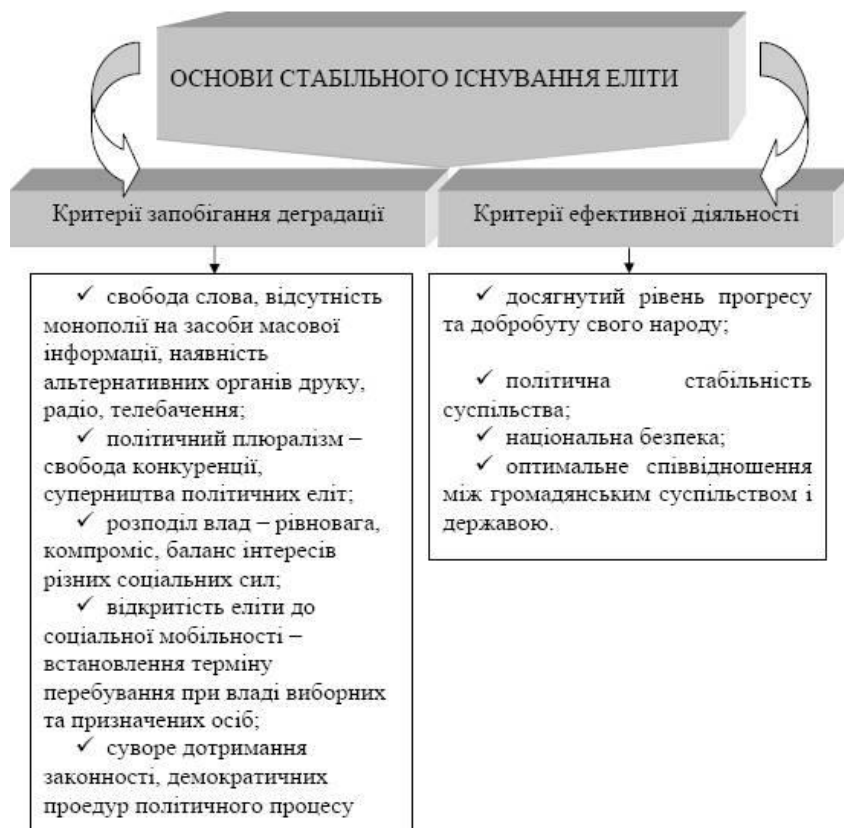 ОСНОВИ СТАБІЛЬНОГО ІСНУВАННЯ ЕЛІТИ
Критерії запобігання деградації
✓ свобода слова, відсутність
монополії на засоби масової
інформації, наявність
альтернативних органів друку,
радіо, телебачення;
✓ політичний плюралізм –
свобода конкуренції,
суперництва політичних еліт;
✓ розподіл влад – рівновага,
компроміс, баланс інтересів
різних соціальних сил;
✓ відкритість еліти до
соціальної мобільності –
встановлення терміну
перебування при владі виборних
та призначених осіб;
✓ суворе дотримання
законності, демократичних
проедур політичного процесу
Критерії ефективної діяльності
✓ досягнутий рівень прогресу
та добробуту свого народу;
✓ політична стабільність
суспільства;
✓ національна безпека;
✓ оптимальне співвідношення
між громадянським суспільством і
державою.